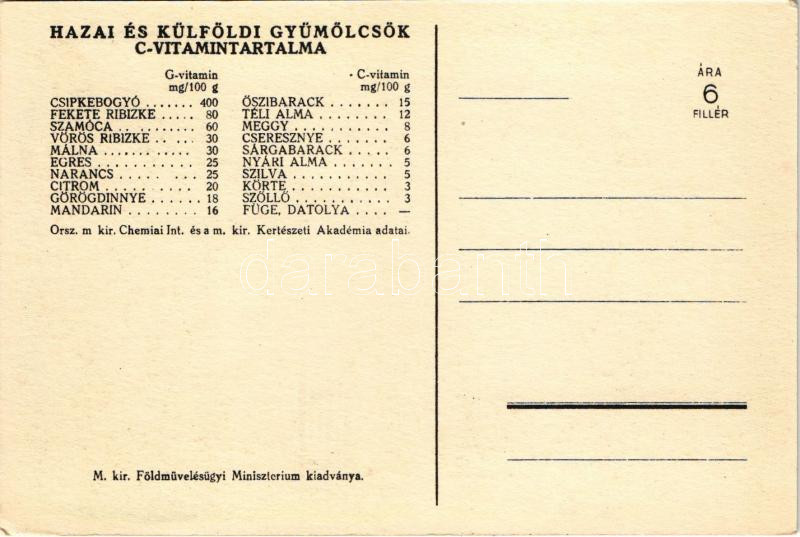 HAZAI ÉS KÜLFÖLDI GYÜMÖLCSÖK
C-VITAMINTARTALMA
G-vitamin
mg/100 g
CSIPKEBOGYÓ ....... 400
FEKETE RIBIZKE ..... 80
SZAMÓCA .. ........ 60
VÖRÖS RIBIZKE .. ... 30
MÁLNA ............ 30
EGRES ............. 25
NARANCS ..... ..... 25
CITROM ........... 20
GÖRÖGDINNYE ...... 18
MANDARIN ......... 16
C-vitamin
mg/100 g
ŐSZIBARACK ....... 15
TÉLI ALMA ......... 12
MEGGY ........... 8
CSERESZNYE ....... 6
SÁRGABARACK ..... 6
NYÁRI ALMA ....... 5
SZILVA ........... 5
KÖRTE ........... 3
SZÖLLŐ ........... 3
FÜGE, DATOLYA .... —
Orsz. m kir. Chemiai Int. és a m. kir. Kertészeti Akadémia adatai.
M. kir. Földmüvelésügyi Minisztcrium kiadványa.
ÁRA
6
FILLÉR
darabanth